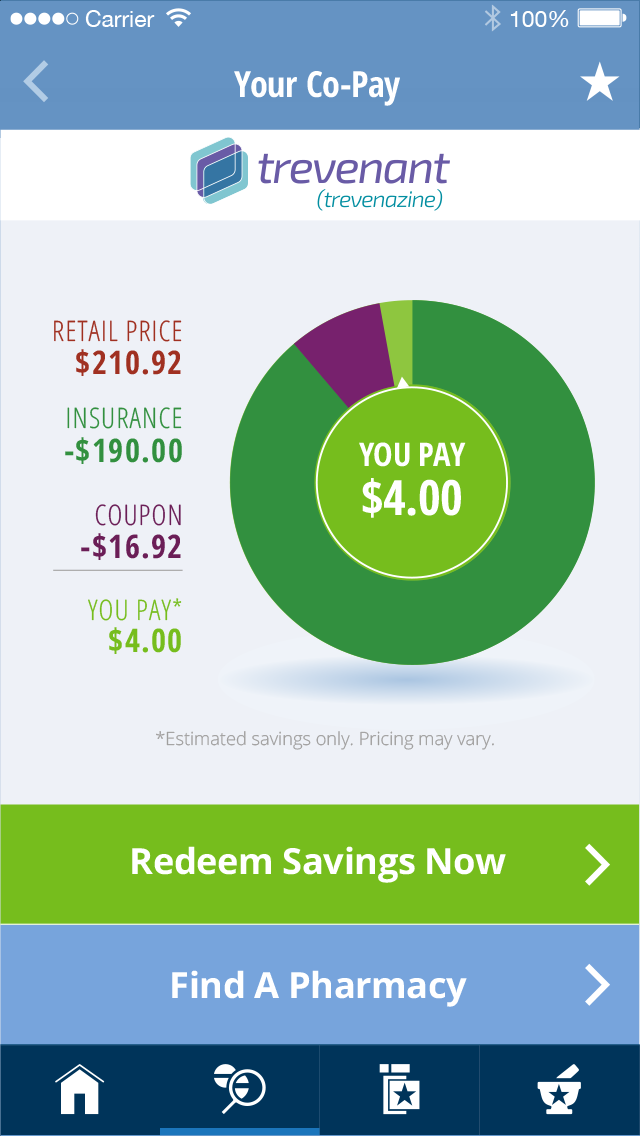 Carrier 100%
Your Co-Pay
trevenant
(trevenazine)
RETAIL PRICE
$210.92
INSURANCE
-$190.00
COUPON
-$16.92
YOU PAY*
$4.00
YOU PAY
$4.00
*Estimated savings only. Pricing may vary.
Redeem Savings Now
Find A Pharmacy